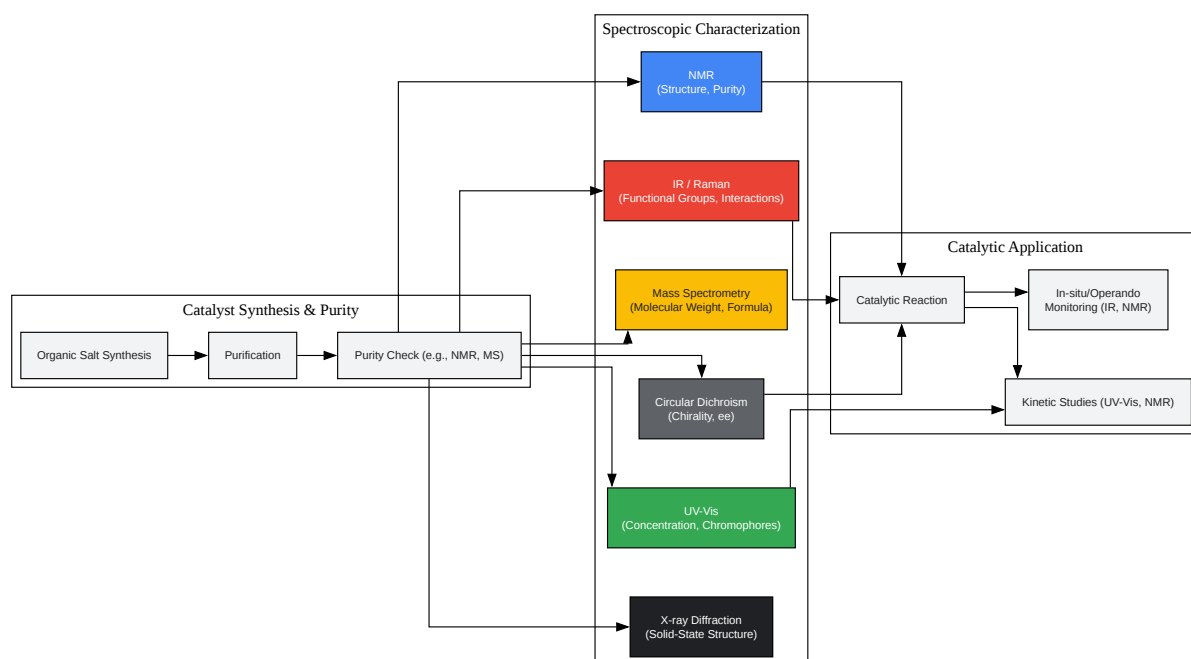 Spectroscopic Characterization
NMR
(Structure, Purity)
IR / Raman
(Functional Groups, Interactions)
Catalytic Application
Mass Spectrometry
(Molecular Weight, Formula)
Catalytic Reaction
In-situ/Operando
Monitoring (IR, NMR)
Catalyst Synthesis & Purity
Organic Salt Synthesis
Purification
Purity Check (e.g., NMR, MS)
Circular Dichroism
(Chirality, ee)
Kinetic Studies (UV-Vis, NMR)
UV-Vis
(Concentration, Chromophores)
X-ray Diffraction
(Solid-State Structure)